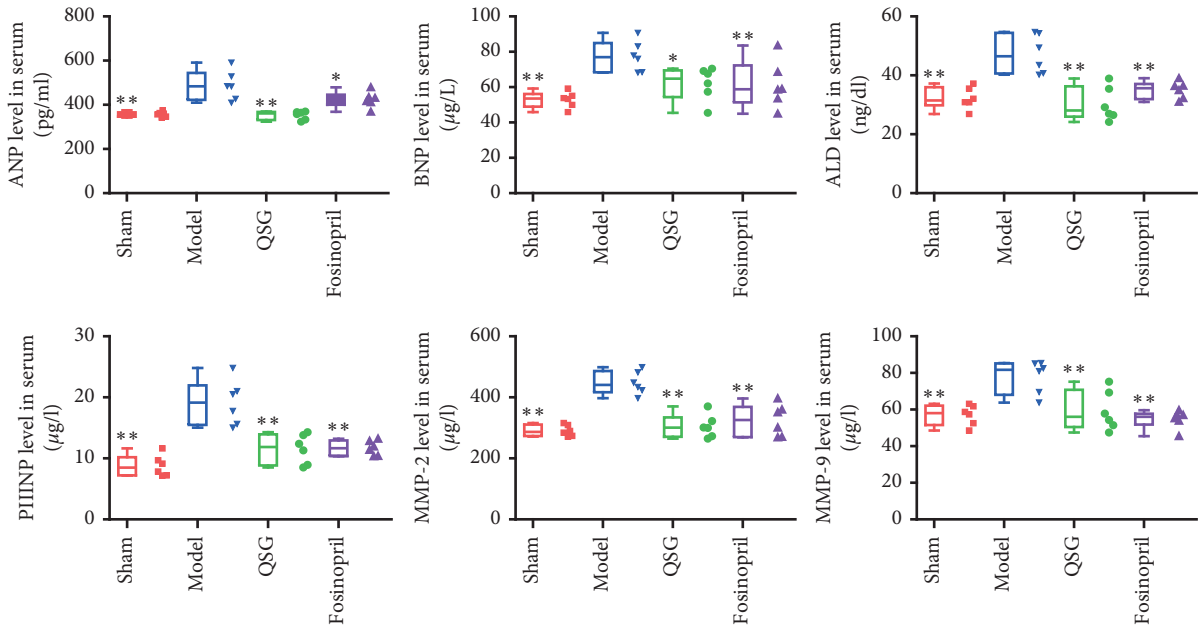 ANP level in serum
(pg/ml)
800
600
400
200
0
**
**
*
Sham
Model
QSG
Fosinopril
BNP level in serum
(μg/L)
100
80
60
40
20
0
**
*
**
Sham
Model
QSG
Fosinopril
ALD level in serum
(ng/dl)
60
40
20
0
**
**
**
Sham
Model
QSG
Fosinopril
PIIINP level in serum
(μg/l)
30
20
10
0
**
**
**
Sham
Model
QSG
Fosinopril
MMP-2 level in serum
(μg/l)
600
400
200
0
**
**
**
Sham
Model
QSG
Fosinopril
MMP-9 level in serum
(μg/l)
100
80
60
40
20
0
**
**
**
Sham
Model
QSG
Fosinopril